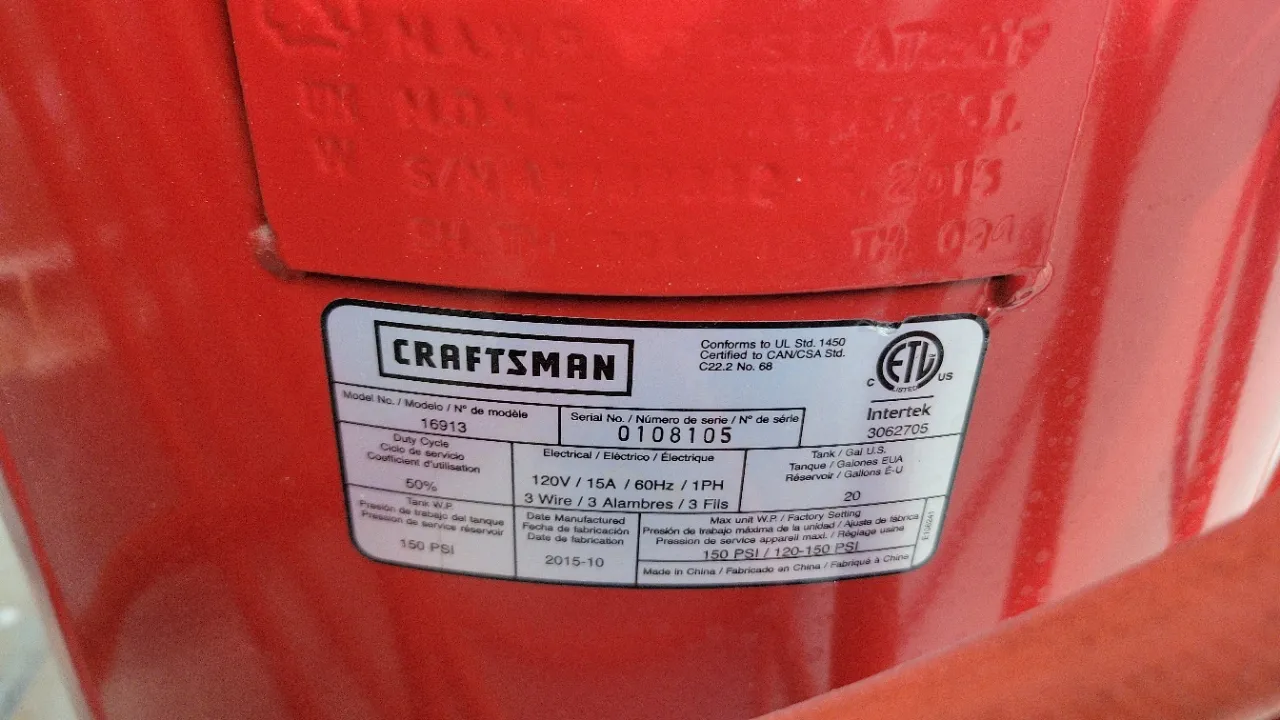 2015
TH. 099
CRAFTSMAN
Conforms to UL Std. 1450
Certified to CAN/CSA Std.
C22.2 No. 68
ETL
LISTED
C US
Intertek
3062705
Model No. / Modelo / N° de modèle
16913
Serial No. / Número de serie / N° de série
0108105
Duty Cycle
Ciclo de servicio
Coefficient d'utilisation
50%
Electrical / Eléctrico / Électrique
120V / 15A / 60Hz / 1PH
3 Wire / 3 Alambres / 3 Fils
Tank / Gal U.S.
Tanque / Galones EUA
Réservoir / Gallons É-U
20
Tank W.P.
Presión de trabajo del tanque
Pression de service réservoir
150 PSI
Date Manufactured
Fecha de fabricación
Date de fabrication
2015-10
Max unit W.P. / Factory Setting
Presión de trabajo máxima de la unidad / Ajuste de fábrica
Pression de service appareil maxi. / Réglage usine
150 PSI / 120-150 PSI
Made in China / Fabricado en China / Fabriqué à Chine